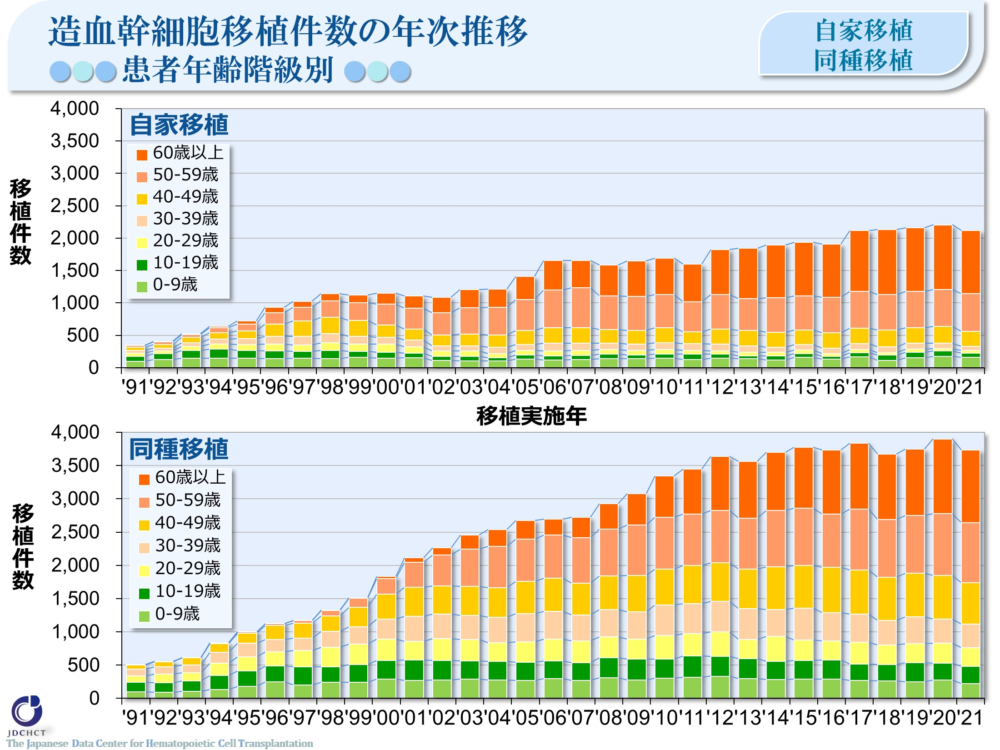 造血幹細胞移植件数の年次推移
患者年齢階級別
自家移植
同種移植
移植件数
4,000
3,500
3,000
2,500
2,000
1,500
1,000
500
0
自家移植
60歳以上
50-59歳
40-49歳
30-39歳
20-29歳
10-19歳
0-9歳
'91'92'93'94'95'96'97'98'99'00'01'02'03'04'05'06'07'08'09'10'11'12'13'14'15'16'17'18'19'20'21
移植実施年
移植件数
4,000
3,500
3,000
2,500
2,000
1,500
1,000
500
0
同種移植
60歳以上
50-59歳
40-49歳
30-39歳
20-29歳
10-19歳
0-9歳
'91'92'93'94'95'96'97'98'99'00'01'02'03'04'05'06'07'08'09'10'11'12'13'14'15'16'17'18'19'20'21
JDCHCT
The Japanese Data Center for Hematopoietic Cell Transplantation